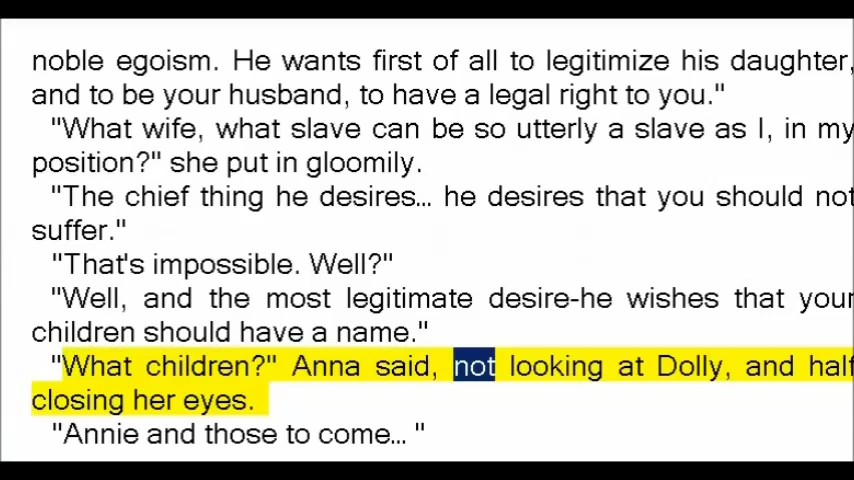 noble egoism. He wants first of all to legitimize his daughter,
and to be your husband, to have a legal right to you."
"What wife, what slave can be so utterly a slave as I, in my
position?" she put in gloomily.
"The chief thing he desires... he desires that you should not
suffer."
"That's impossible. Well?"
"Well, and the most legitimate desire-he wishes that your
children should have a name."
"What children?" Anna said, not looking at Dolly, and half
closing her eyes.
"Annie and those to come... "